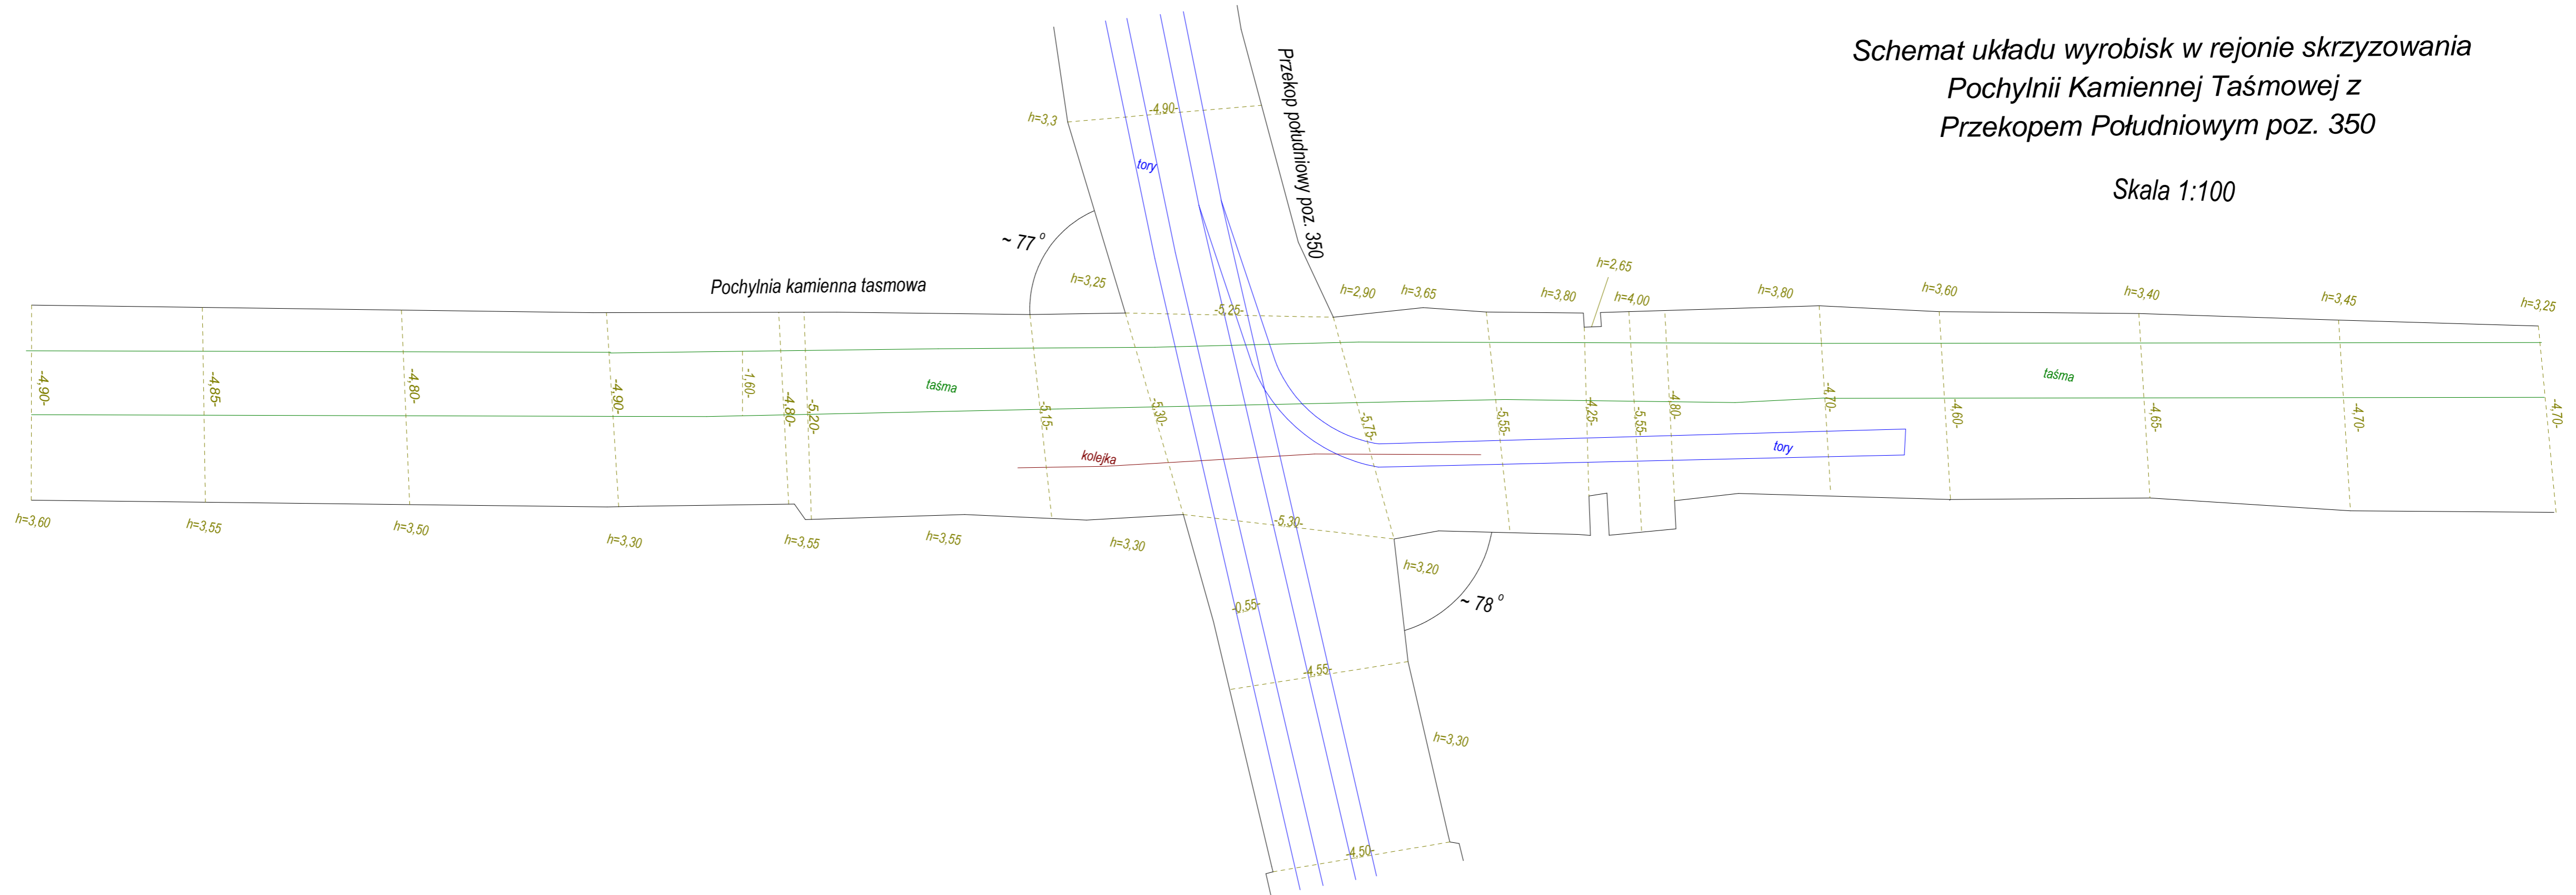 Schemat układu wyrobisk w rejonie skrzyzowania
Pochylnii Kamiennej Taśmowej z
Przekopem Południowym poz. 350
Skala 1:100
Przekop południowy poz. 350
h=3,3
-4,90-
tory
~ 77 o
h=3,25
Pochylnia kamienna tasmowa
-5,25-
h=2,90
h=3,65
h=3,80
h=2,65
h=4,00
h=3,80
h=3,60
h=3,40
h=3,45
h=3,25
-4,90-
-4,85-
-4,80-
-4,90-
-1,60-
-4,80-
-5,20-
taśma
-5,15-
-5,30-
-5,75-
-5,55-
-4,25-
-5,55-
-4,80-
-4,70-
-4,60-
taśma
-4,65-
-4,70-
-4,70-
kolejka
tory
h=3,60
h=3,55
h=3,50
h=3,30
h=3,55
h=3,55
h=3,30
-5,30-
h=3,20
~ 78 o
-0,55-
-4,55-
h=3,30
-4,50-